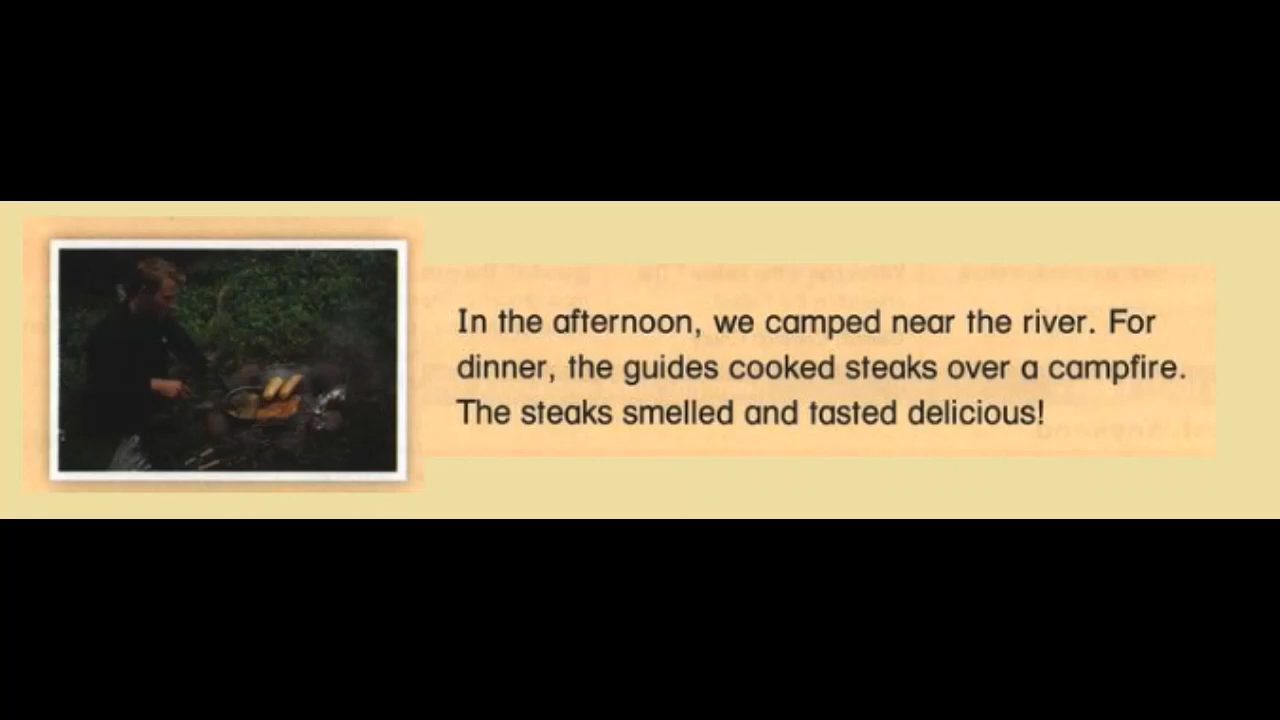 In the afternoon, we camped near the river. For
dinner, the guides cooked steaks over a campfire.
The steaks smelled and tasted delicious!